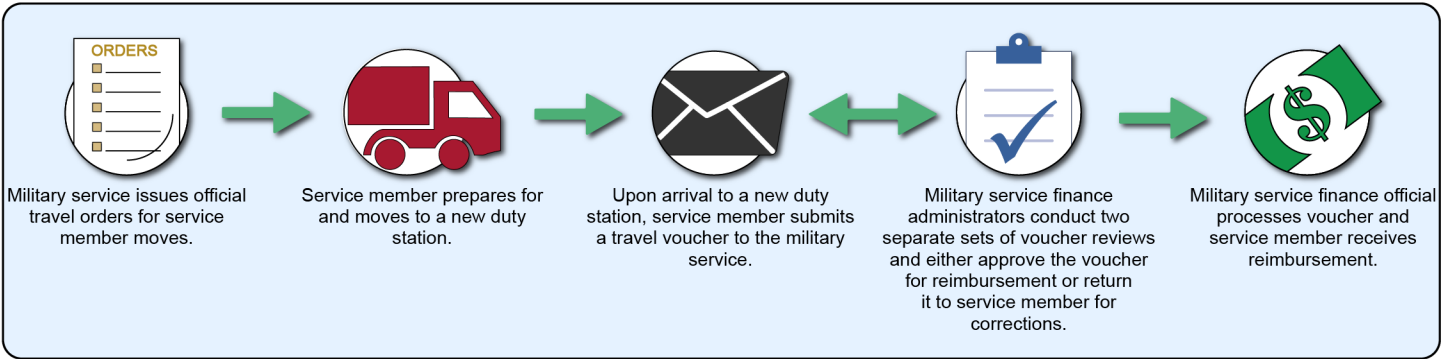 ORDERS
Military service issues official
travel orders for service
member moves.
Service member prepares for
and moves to a new duty
station.
Upon arrival to a new duty
station, service member submits
a travel voucher to the military
service.
Military service finance
administrators conduct two
separate sets of voucher reviews
and either approve the voucher
for reimbursement or return
it to service member for
corrections.
$
Military service finance official
processes voucher and
service member receives
reimbursement.